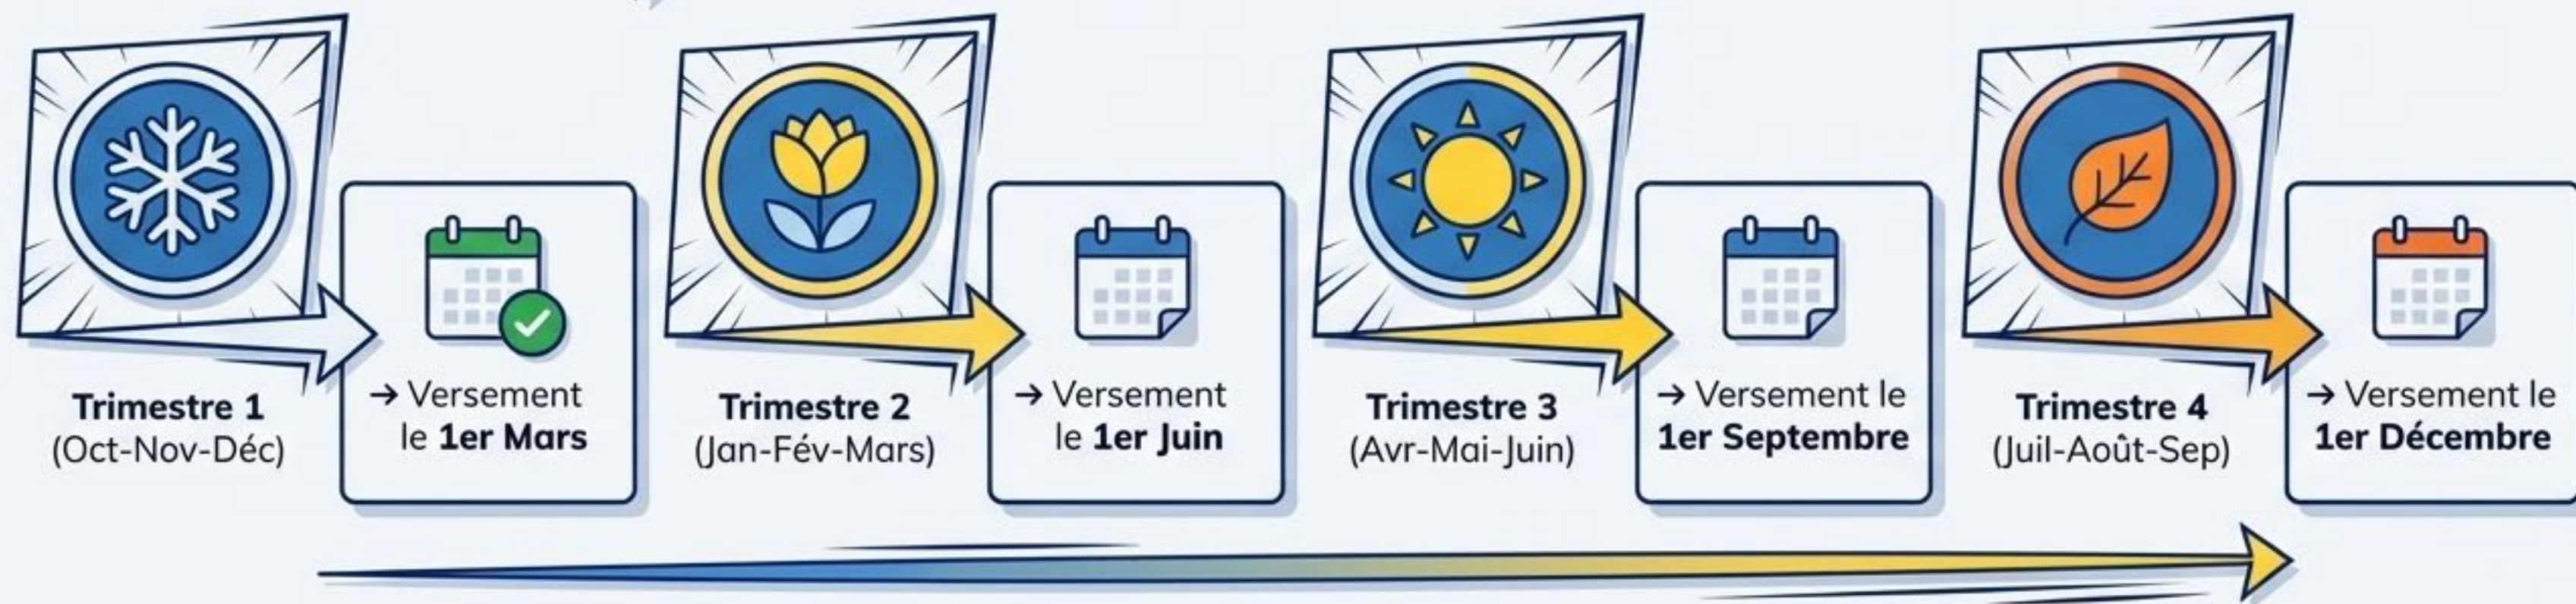 Trimestre 1
(Oct-Nov-Déc)
→ Versement
le 1er Mars
Trimestre 2
(Jan-Fév-Mars)
→ Versement
le 1er Juin
Trimestre 3
(Avr-Mai-Juin)
→ Versement le
1er Septembre
Trimestre 4
(Juil-Août-Sep)
→ Versement le
1er Décembre